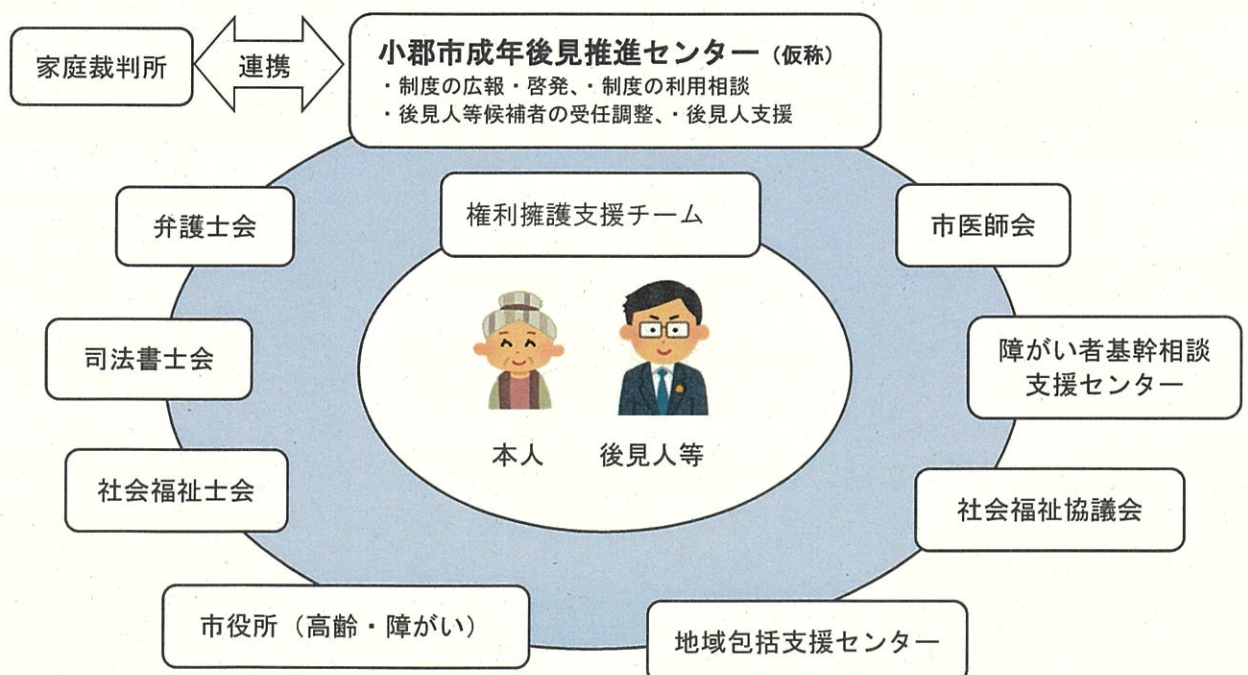 家庭裁判所
連携
小郡市成年後見推進センター（仮称）
・制度の広報・啓発、・制度の利用相談
・後見人等候補者の受任調整、・後見人支援
弁護士会
権利擁護支援チーム
市医師会
司法書士会
障がい者基幹相談
支援センター
本人
後見人等
社会福祉士会
社会福祉協議会
市役所（高齢・障がい）
地域包括支援センター